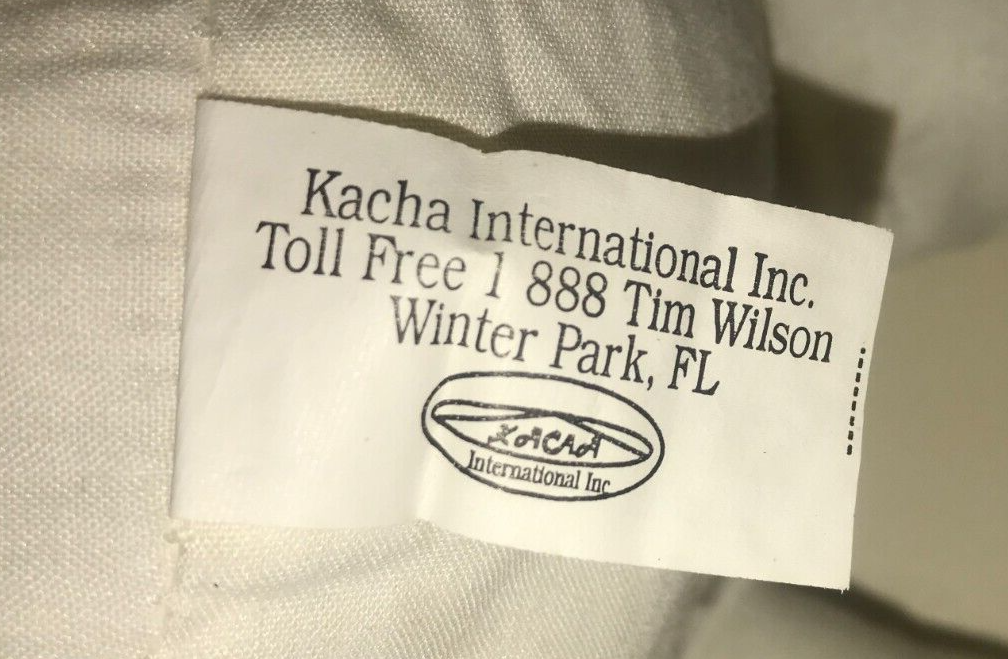 Kacha International Inc.
Toll Free 1 888 Tim Wilson
Winter Park, FL
International Inc